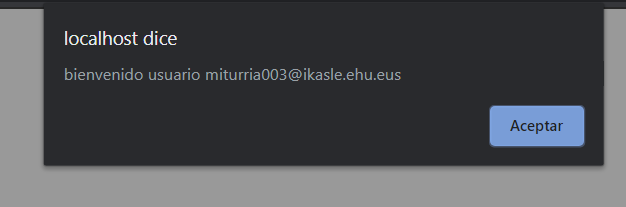 localhost dice
bienvenido usuario miturria003@ikasle.ehu.eus
Aceptar